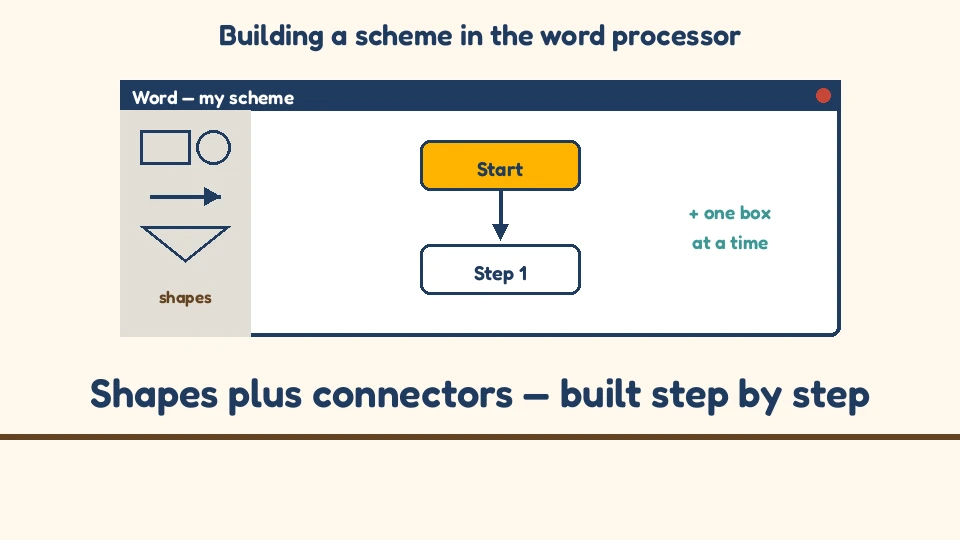 Building a scheme in the word processor
Word — my scheme
Start
+ one box
at a time
Step 1
shapes
Shapes plus connectors — built step by step